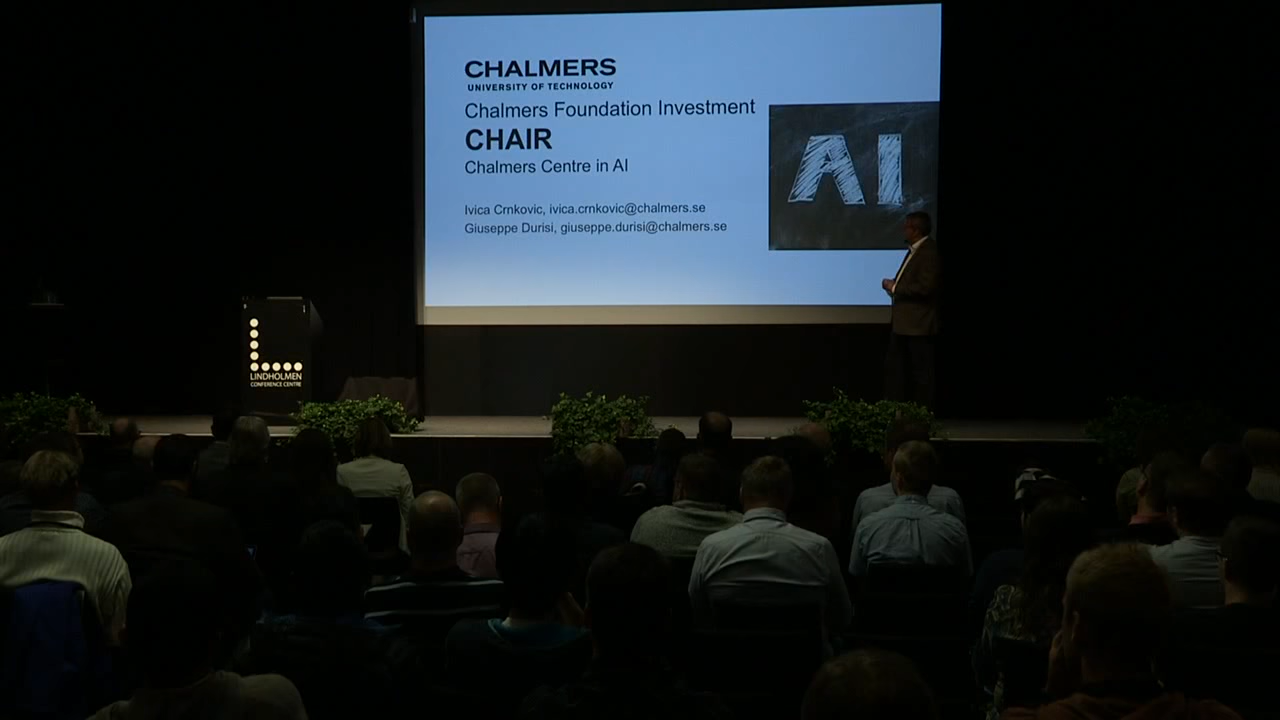 CHALMERS
UNIVERSITY OF TECHNOLOGY
Chalmers Foundation Investment
CHAIR
Chalmers Centre in AI
Ivica Crnkovic, ivica.crnkovic@chalmers.se
Giuseppe Durisi, giuseppe.durisi@chalmers.se
AI
LINDHOLMEN
CONFERENCE CENTRE